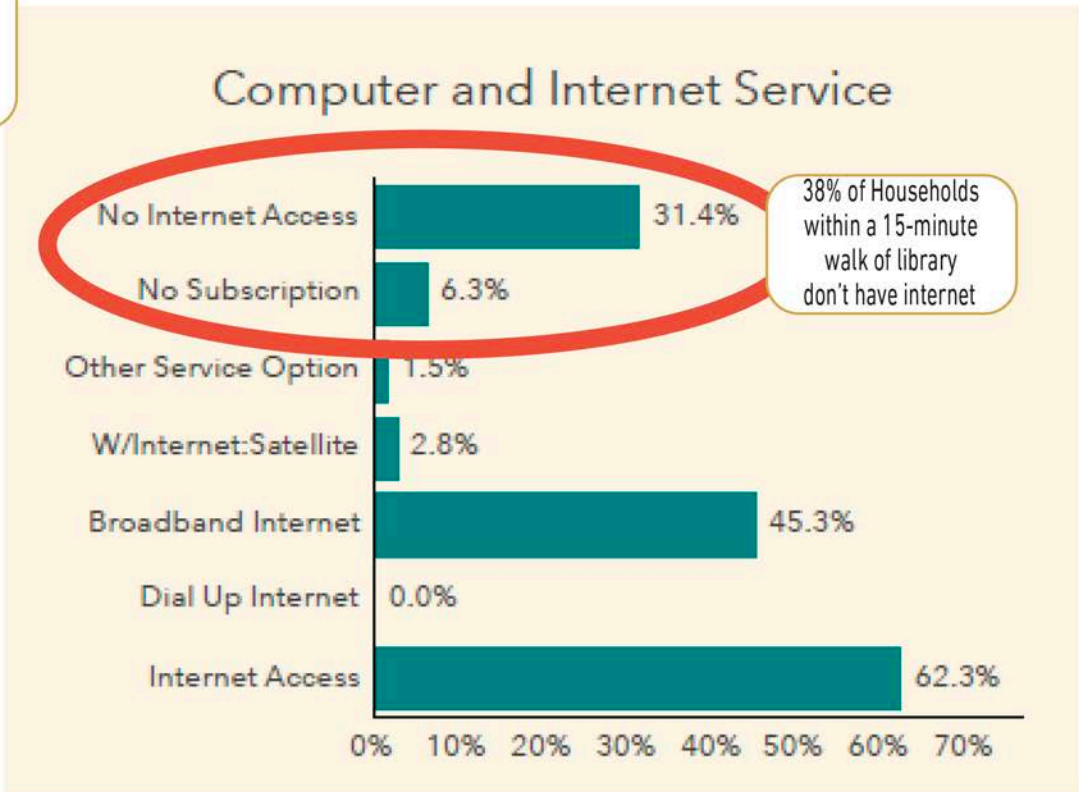 Computer and Internet Service
No Internet Access 31.4%
38% of Households
within a 15-minute
walk of library
don't have internet
No Subscription 6.3%
Other Service Option 1.5%
W/Internet:Satellite 2.8%
Broadband Internet 45.3%
Dial Up Internet 0.0%
Internet Access 62.3%
0% 10% 20% 30% 40% 50% 60% 70%